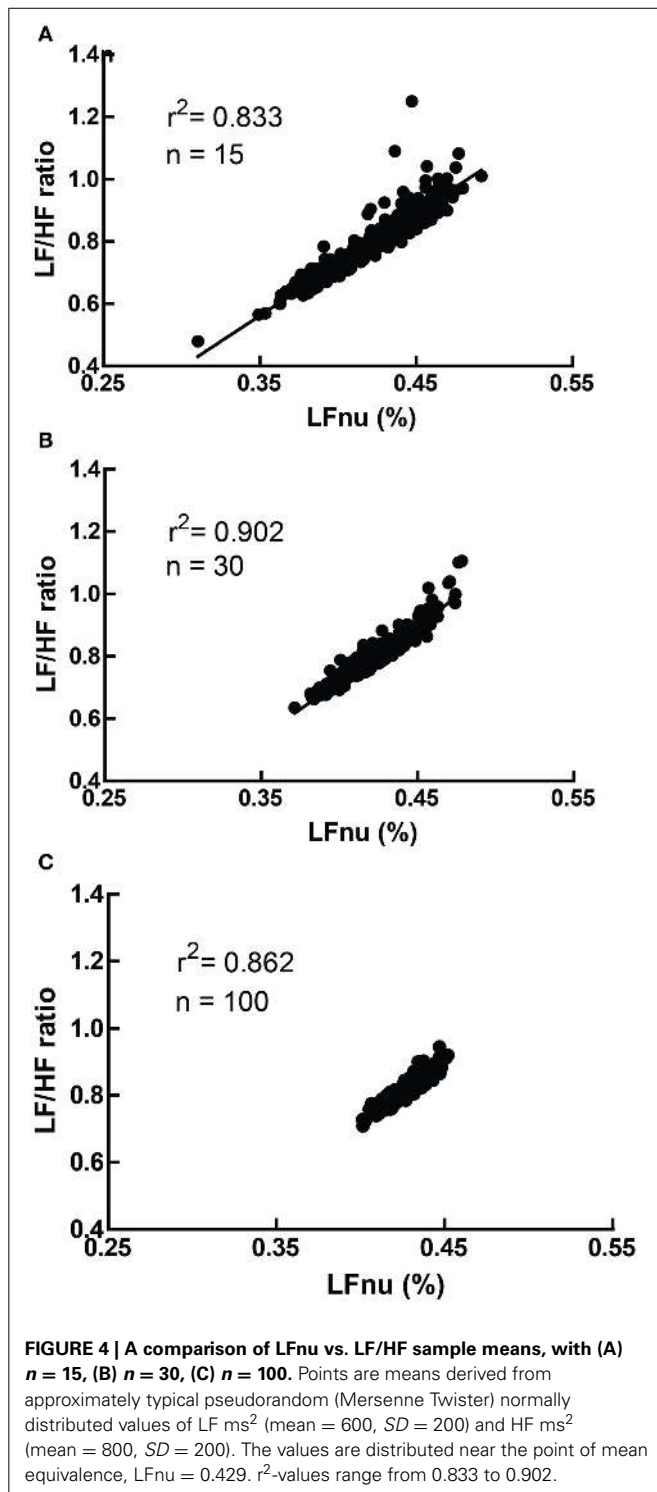 A
1.4
1.2
1.0
0.8
0.6
0.4
LF/HF ratio
r²= 0.833
n = 15
0.25
0.35
0.45
0.55
LFnu (%)
B
1.4
1.2
1.0
0.8
0.6
0.4
LF/HF ratio
r²= 0.902
n = 30
0.25
0.35
0.45
0.55
LFnu (%)
C
1.4
1.2
1.0
0.8
0.6
0.4
LF/HF ratio
r²= 0.862
n = 100
0.25
0.35
0.45
0.55
LFnu (%)
FIGURE 4 | A comparison of LFnu vs. LF/HF sample means, with (A)
n = 15, (B) n = 30, (C) n = 100. Points are means derived from
approximately typical pseudorandom (Mersenne Twister) normally
distributed values of LF ms² (mean = 600, SD = 200) and HF ms²
(mean = 800, SD = 200). The values are distributed near the point of mean
equivalence, LFnu = 0.429. r²-values range from 0.833 to 0.902.